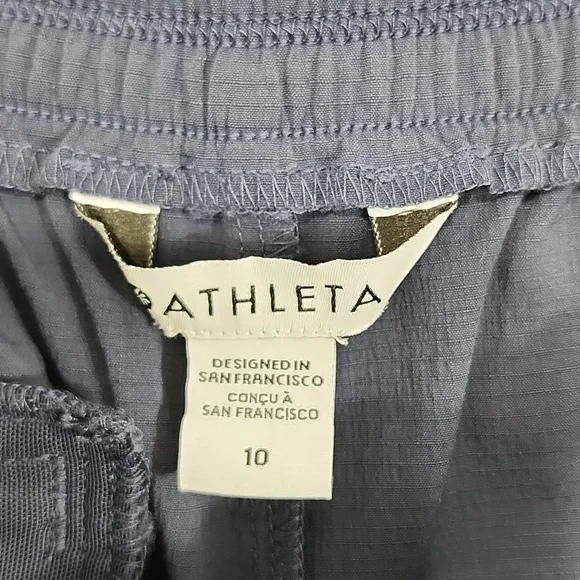 ATHLETA
DESIGNED IN
SAN FRANCISCO
CONÇU À
SAN FRANCISCO
10